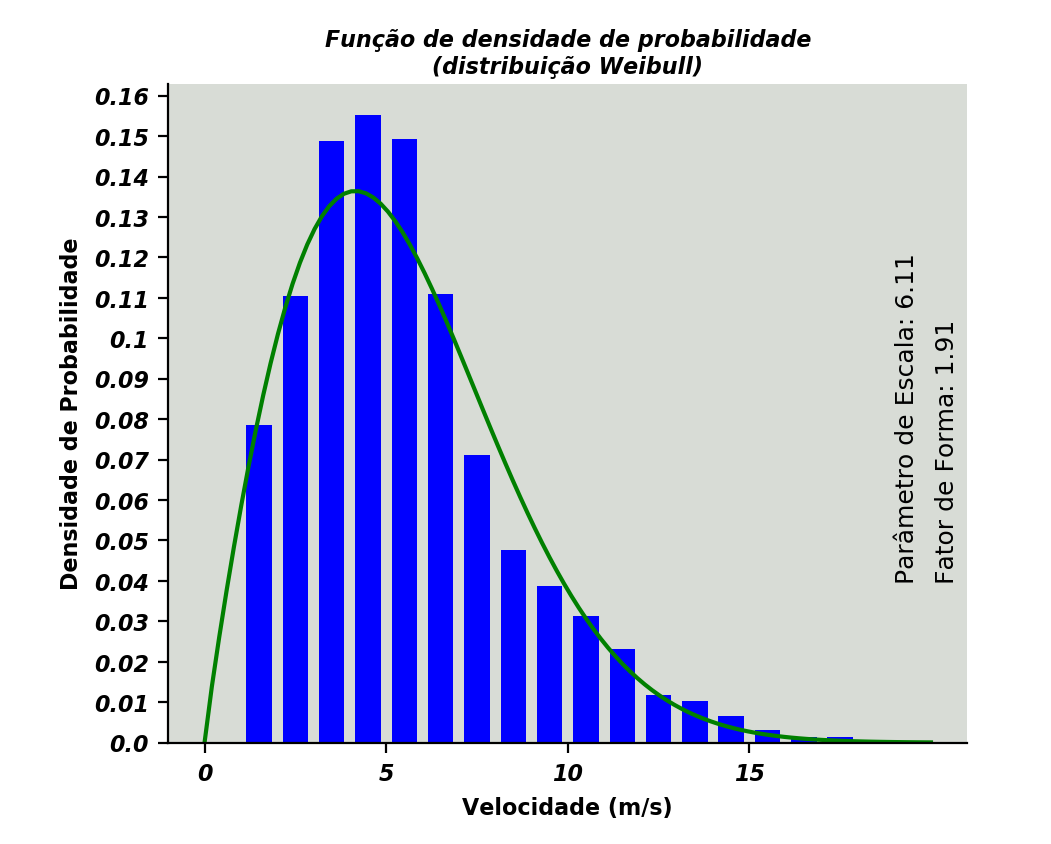 Função de densidade de probabilidade
(distribuição Weibull)
0.16
0.15
0.14
0.13
0.12
0.11
0.1
0.09
0.08
0.07
0.06
0.05
0.04
0.03
0.02
0.01
0.0
Densidade de Probabilidade
Parâmetro de Escala: 6.11
Fator de Forma: 1.91
0 5 10 15
Velocidade (m/s)